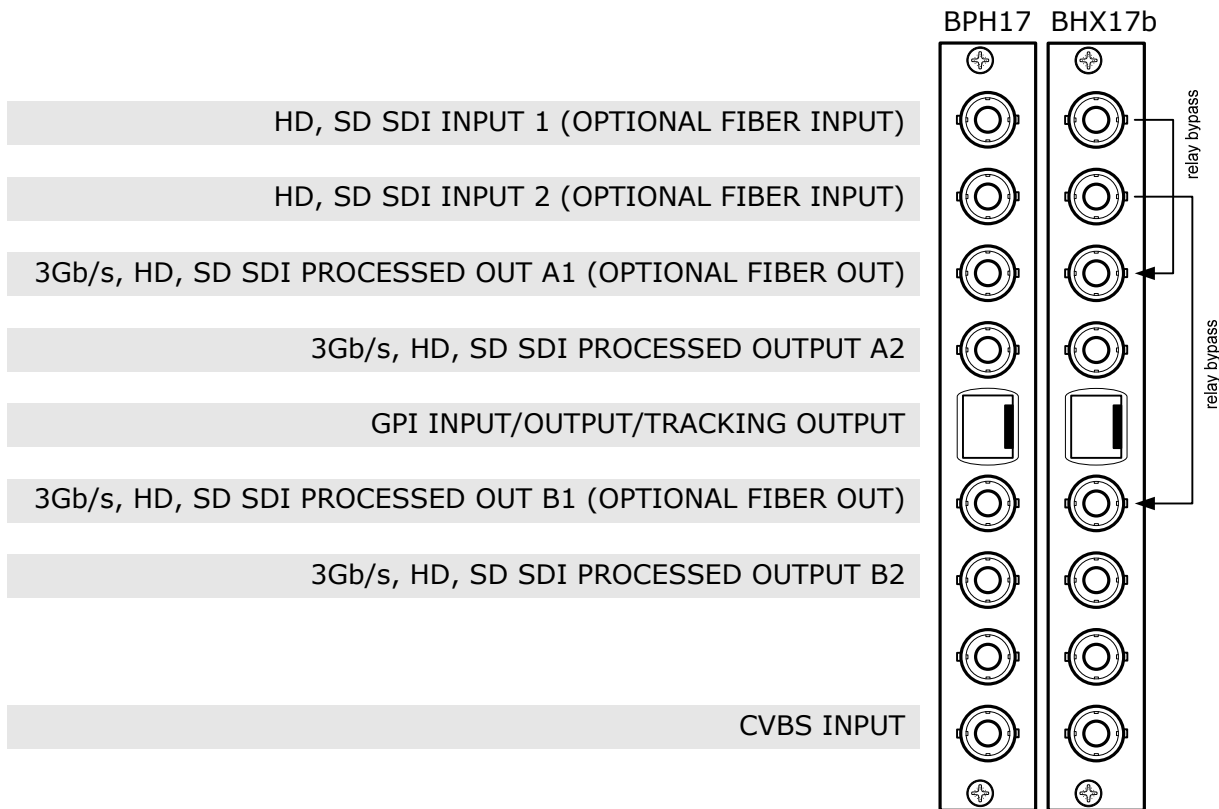 BPH17 BHX17b
HD, SD SDI INPUT 1 (OPTIONAL FIBER INPUT)
relay bypass
HD, SD SDI INPUT 2 (OPTIONAL FIBER INPUT)
3Gb/s, HD, SD SDI PROCESSED OUT A1 (OPTIONAL FIBER OUT)
3Gb/s, HD, SD SDI PROCESSED OUTPUT A2
relay bypass
GPI INPUT/OUTPUT/TRACKING OUTPUT
3Gb/s, HD, SD SDI PROCESSED OUT B1 (OPTIONAL FIBER OUT)
3Gb/s, HD, SD SDI PROCESSED OUTPUT B2
CVBS INPUT